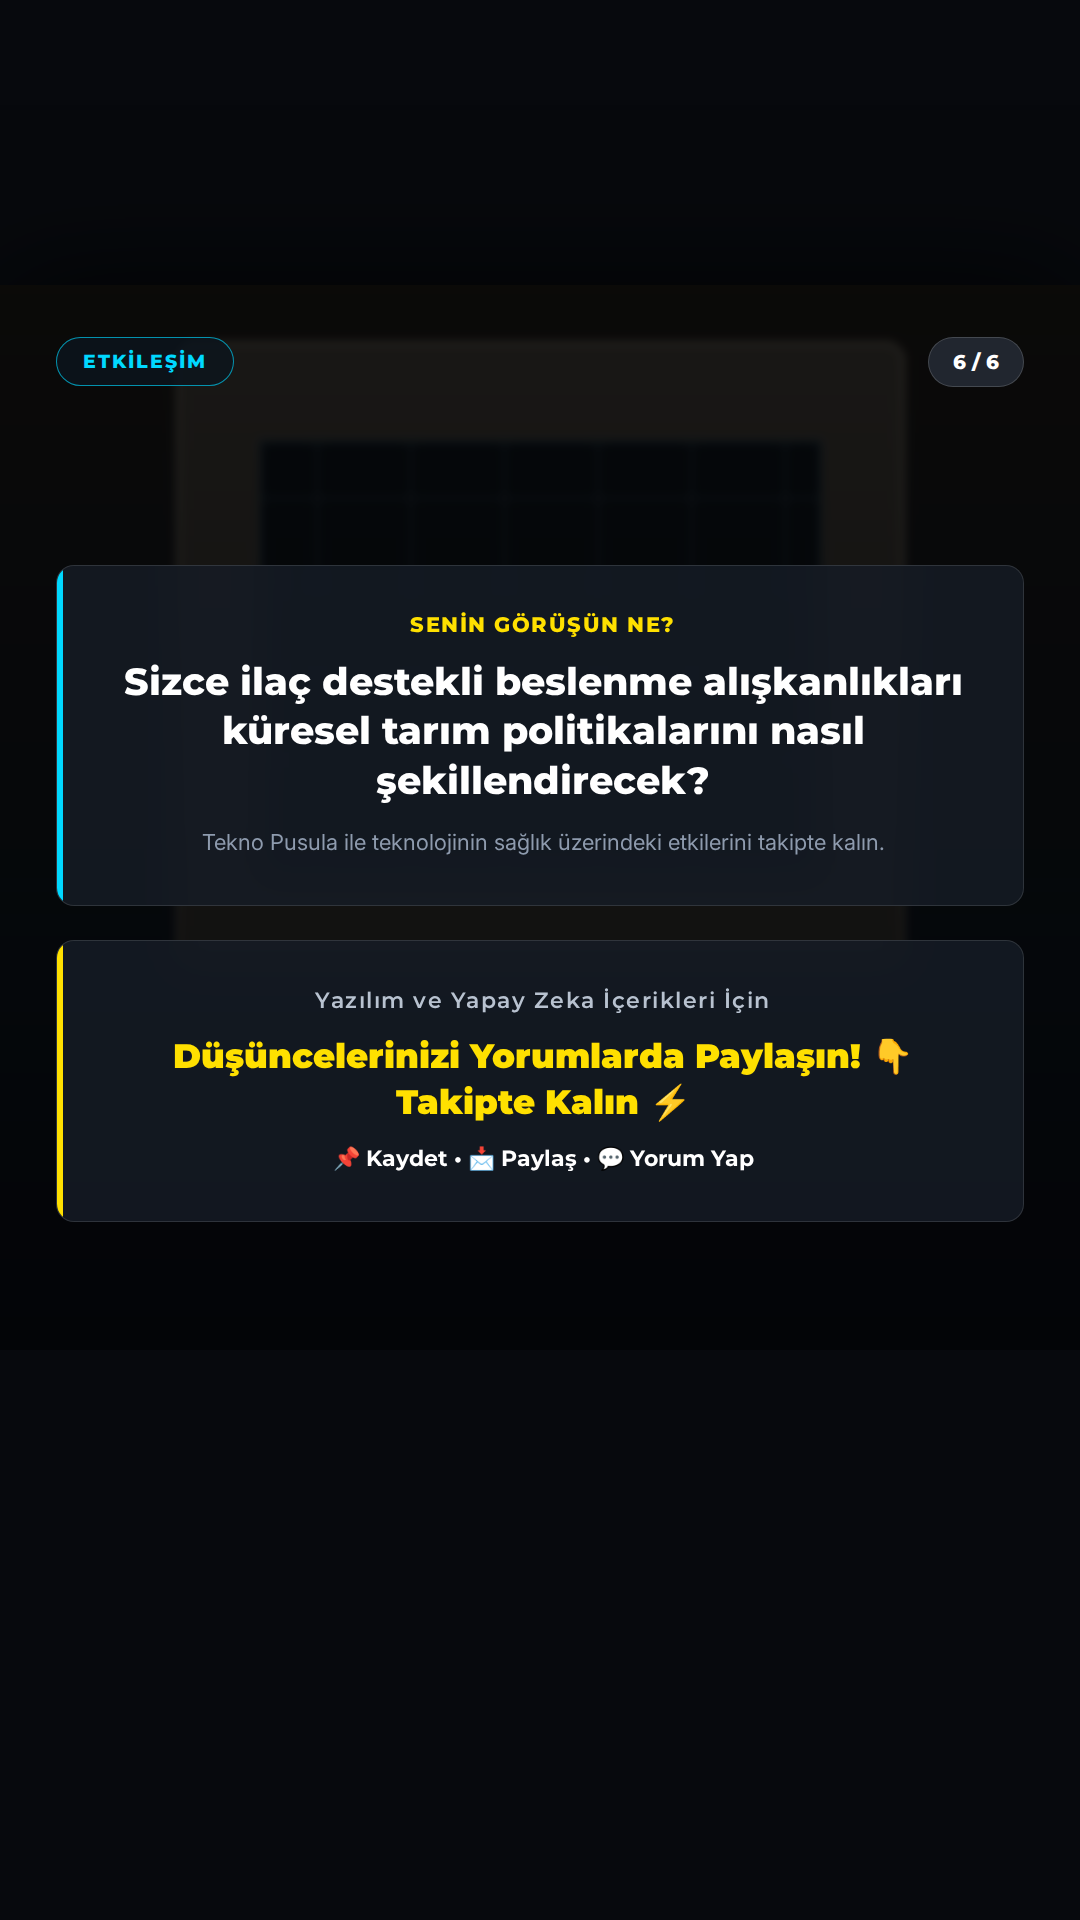 ETKİLEŞİM
6 / 6
SENİN GÖRÜŞÜN NE?
Sizce ilaç destekli beslenme alışkanlıkları
küresel tarım politikalarını nasıl
şekillendirecek?
Tekno Pusula ile teknolojinin sağlık üzerindeki etkilerini takipte kalın.
Yazılım ve Yapay Zeka İçerikleri İçin
Düşüncelerinizi Yorumlarda Paylaşın! 👇
Takipte Kalın ⚡
📌 Kaydet • 📩 Paylaş • 💬 Yorum Yap